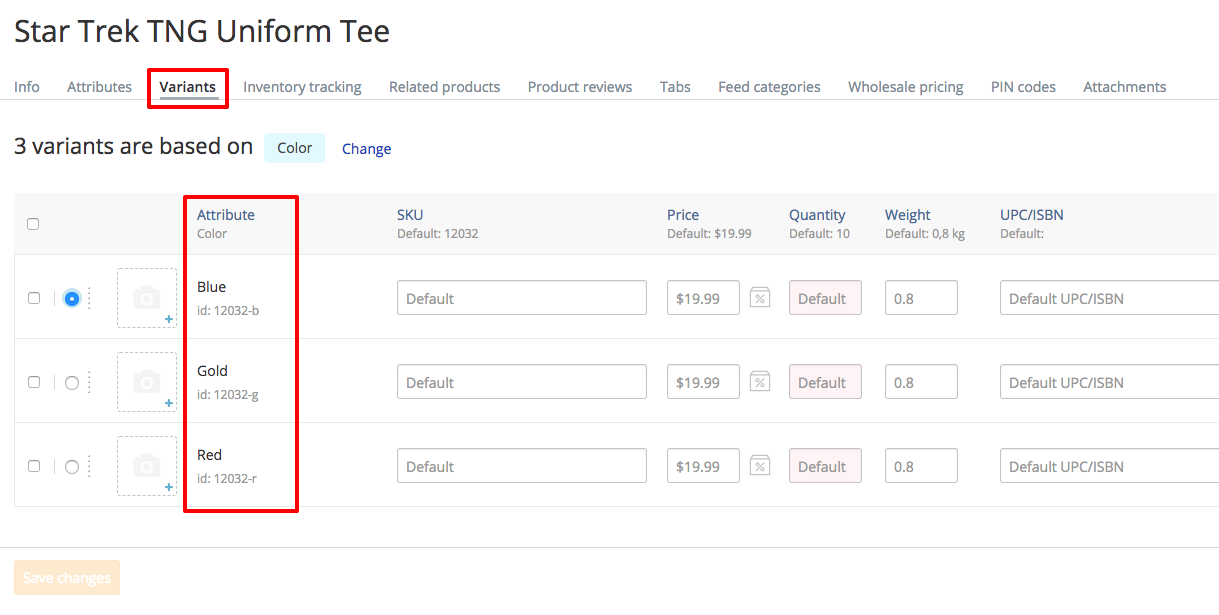 Star Trek TNG Uniform Tee
Info Attributes Variants Inventory tracking Related products Product reviews Tabs Feed categories Wholesale pricing PIN codes Attachments
3 variants are based on Color Change
Attribute SKU Price Quantity Weight UPC/ISBN
Color Default: 12032 Default: $19.99 Default: 10 Default: 0,8 kg Default:
Blue
Default $19.99 % Default 0.8 Default UPC/ISBN
id: 12032-b
Gold
Default $19.99 % Default 0.8 Default UPC/ISBN
id: 12032-g
Red
Default $19.99 % Default 0.8 Default UPC/ISBN
id: 12032-r
Save changes